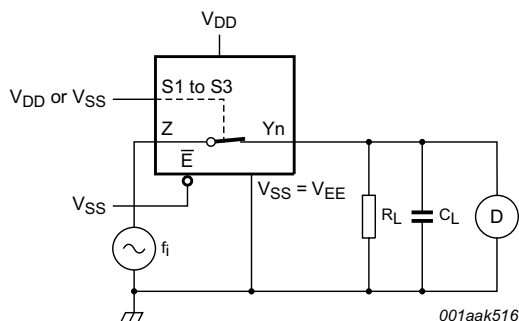 VDD
S1 to S3
VDD or VSS
Z
Yn
E
VSS
VSS = VEE
RL
CL
D
fi
001aak516